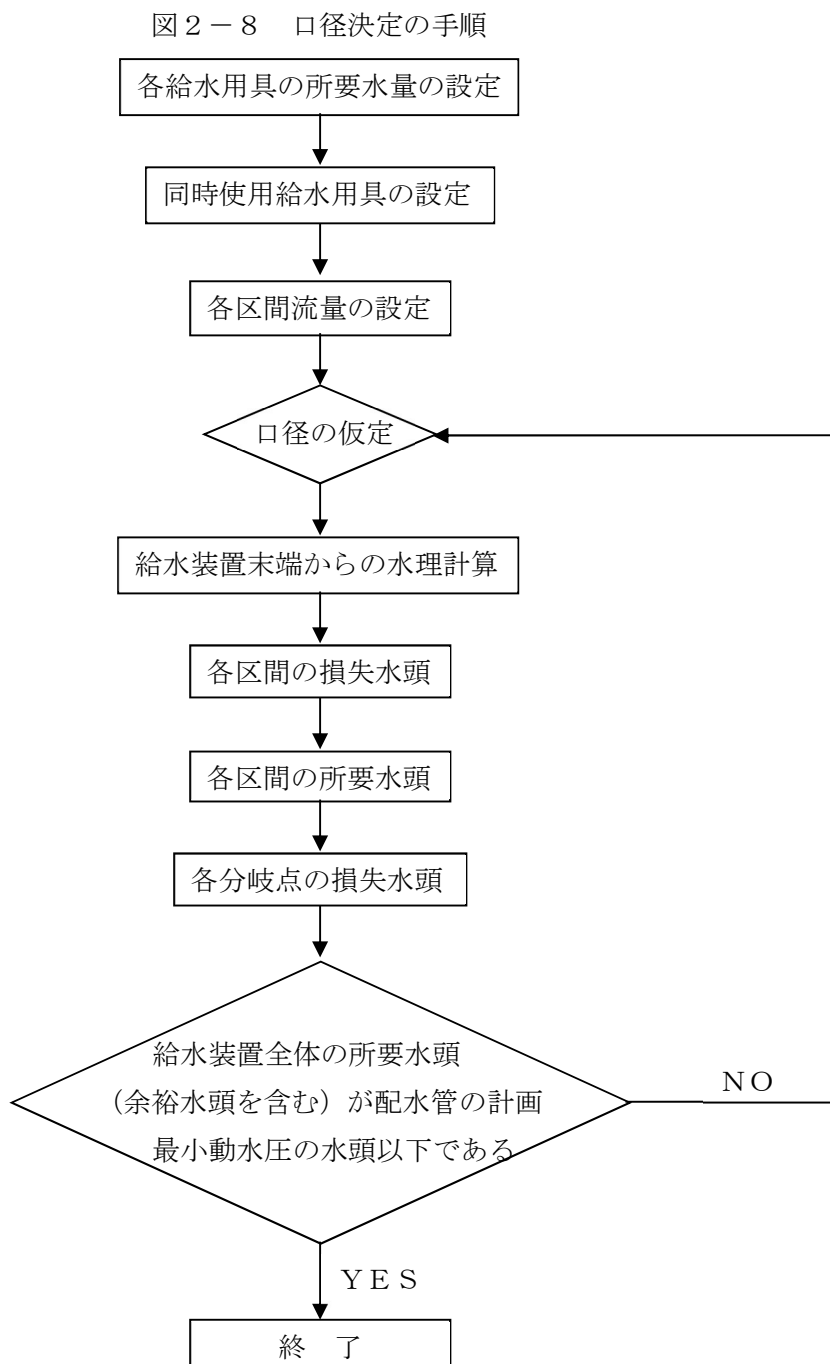 図２－８　口径決定の手順
各給水用具の所要水量の設定
同時使用給水用具の設定
各区間流量の設定
口径の仮定
給水装置末端からの水理計算
各区間の損失水頭
各区間の所要水頭
各分岐点の損失水頭
給水装置全体の所要水頭
（余裕水頭を含む）が配水管の計画
最小動水圧の水頭以下である
ＮＯ
ＹＥＳ
終　了